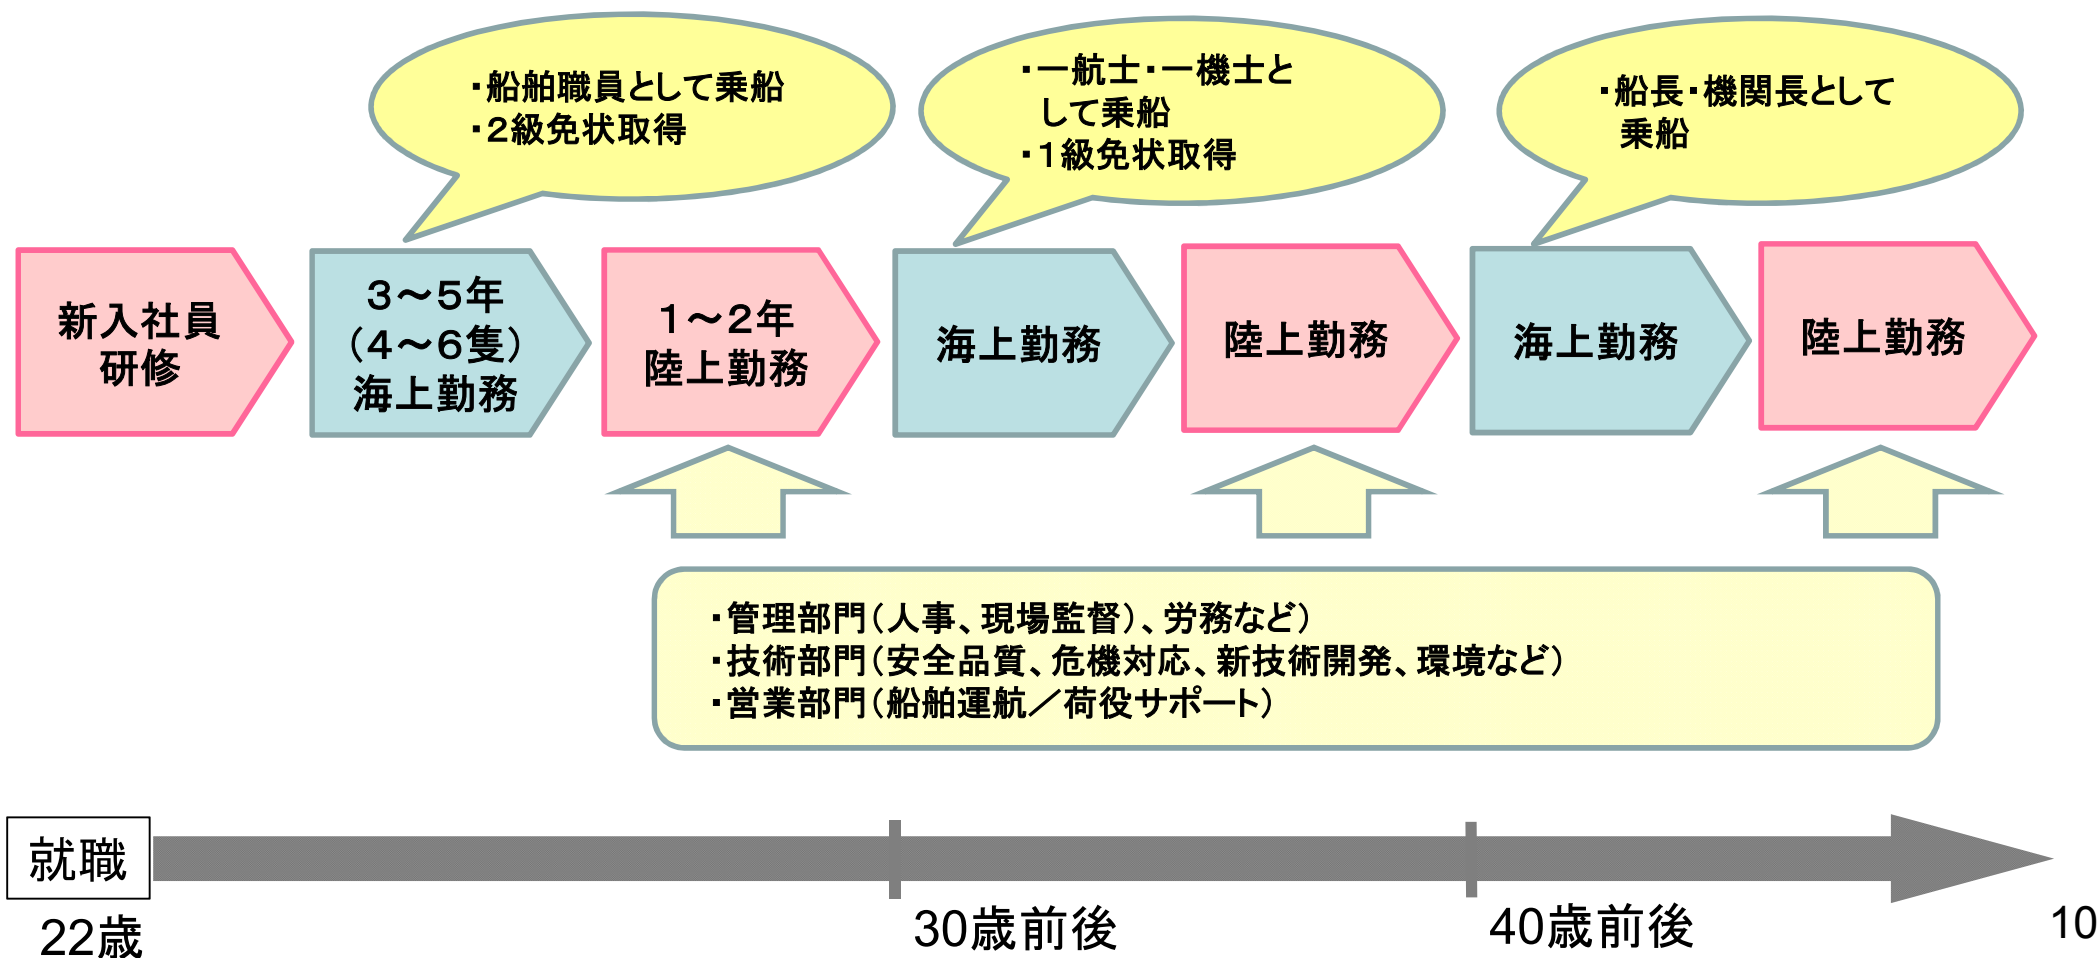 ・船舶職員として乗船
・２級免状取得
・一航士・一機士と
して乗船
・１級免状取得
・船長・機関長として
乗船
新入社員
研修
３～５年
（４～６隻）
海上勤務
１～２年
陸上勤務
海上勤務
陸上勤務
海上勤務
陸上勤務
・管理部門（人事、現場監督）、労務など）
・技術部門（安全品質、危機対応、新技術開発、環境など）
・営業部門（船舶運航／荷役サポート）
就職
22歳
30歳前後
40歳前後
10